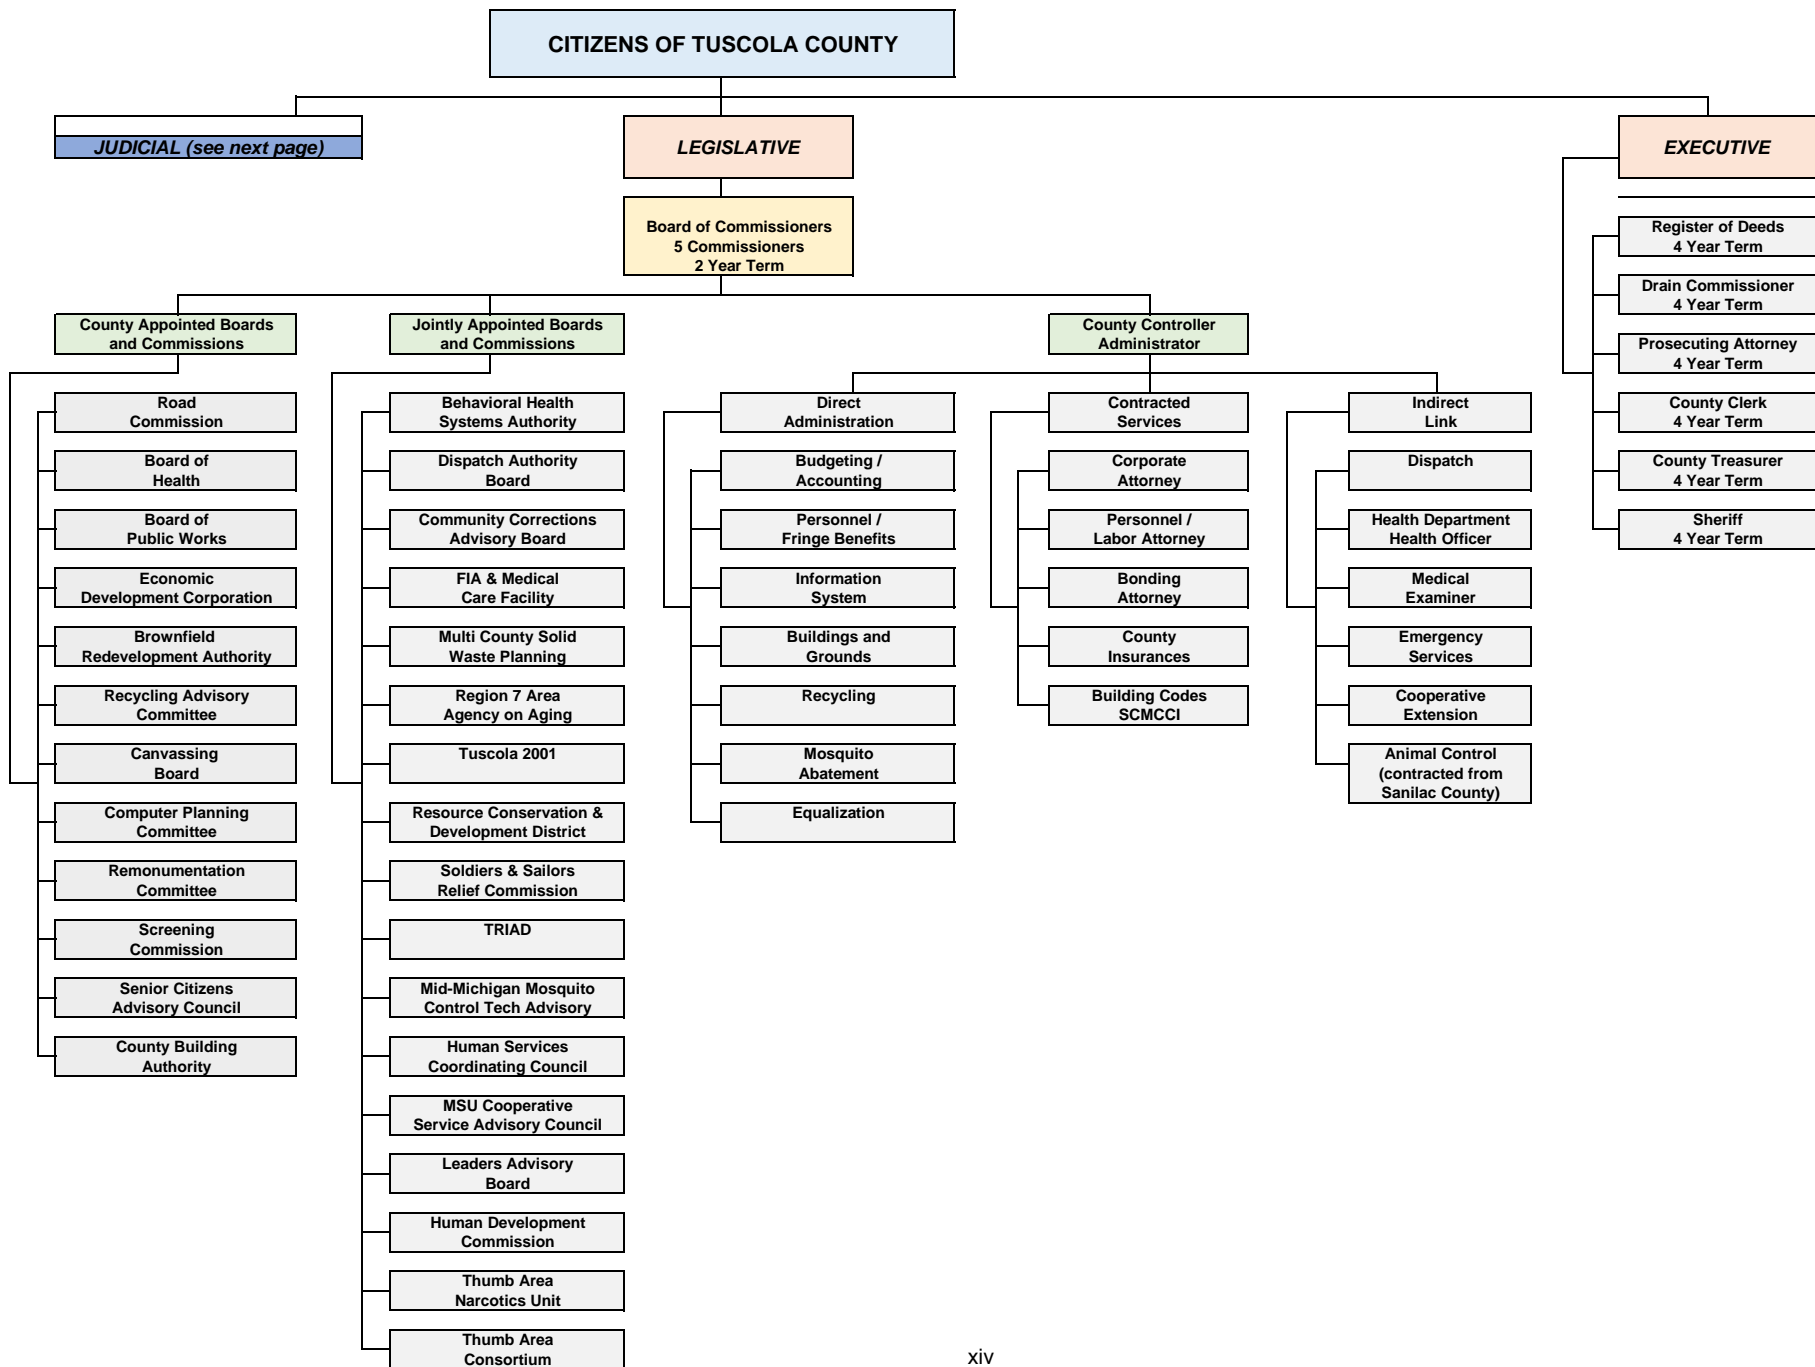 CITIZENS OF TUSCOLA COUNTY
JUDICIAL (see next page)
LEGISLATIVE
EXECUTIVE
Board of Commissioners
5 Commissioners
2 Year Term
County Appointed Boards
and Commissions
Road
Commission
Board of
Health
Board of
Public Works
Economic
Development Corporation
Brownfield
Redevelopment Authority
Recycling Advisory
Committee
Canvassing
Board
Computer Planning
Committee
Remonumentation
Committee
Screening
Commission
Senior Citizens
Advisory Council
County Building
Authority
Jointly Appointed Boards
and Commissions
Behavioral Health
Systems Authority
Dispatch Authority
Board
Community Corrections
Advisory Board
FIA & Medical
Care Facility
Multi County Solid
Waste Planning
Region 7 Area
Agency on Aging
Tuscola 2001
Resource Conservation &
Development District
Soldiers & Sailors
Relief Commission
TRIAD
Mid-Michigan Mosquito
Control Tech Advisory
Human Services
Coordinating Council
MSU Cooperative
Service Advisory Council
Leaders Advisory
Board
Human Development
Commission
Thumb Area
Narcotics Unit
Thumb Area
Consortium
County Controller
Administrator
Direct
Administration
Budgeting /
Accounting
Personnel /
Fringe Benefits
Information
System
Buildings and
Grounds
Recycling
Mosquito
Abatement
Equalization
Contracted
Services
Corporate
Attorney
Personnel /
Labor Attorney
Bonding
Attorney
County
Insurances
Building Codes
SCMCCI
Indirect
Link
Dispatch
Health Department
Health Officer
Medical
Examiner
Emergency
Services
Cooperative
Extension
Animal Control
(contracted from
Sanilac County)
Register of Deeds
4 Year Term
Drain Commissioner
4 Year Term
Prosecuting Attorney
4 Year Term
County Clerk
4 Year Term
County Treasurer
4 Year Term
Sheriff
4 Year Term
xiv